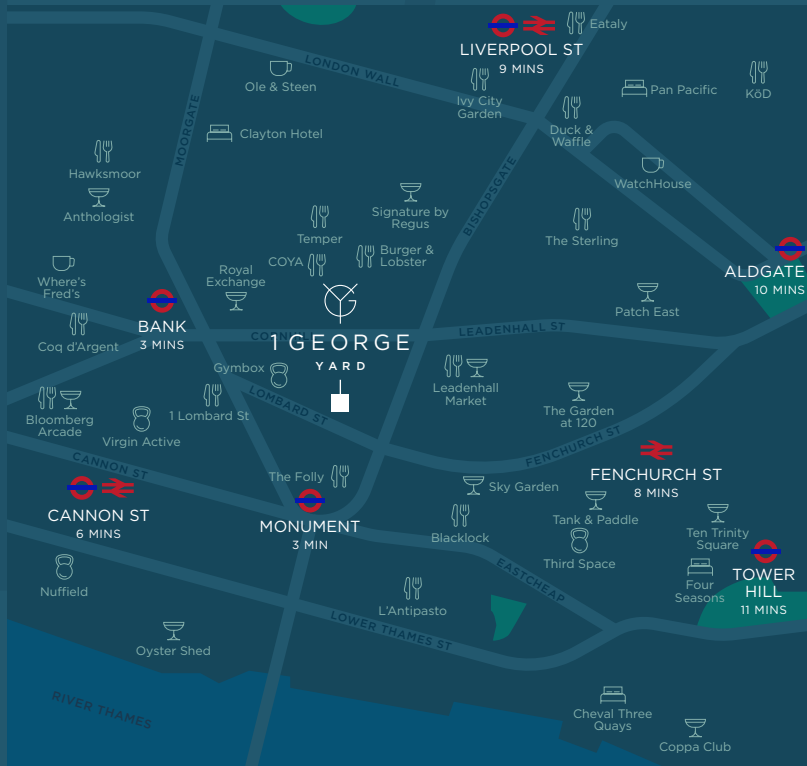 Eataly
LIVERPOOL ST
9 MINS
LONDON WALL
Ole & Steen
Ivy City
Garden
Pan Pacific
KöD
MOORGATE
Clayton Hotel
Duck &
Waffle
Hawksmoor
WatchHouse
Anthologist
BISHOPSGATE
Signature by
Regus
Temper
The Sterling
COYA
Burger &
Lobster
Where's
Fred's
Royal
Exchange
ALDGATE
10 MINS
BANK
3 MINS
Patch East
Coq d'Argent
LEADENHALL ST
1 GEORGE
YARD
Gymbox
Leadenhall
Market
LOMBARD ST
Bloomberg
Arcade
1 Lombard St
Virgin Active
The Garden
at 120
FENCHURCH ST
CANNON ST
The Folly
FENCHURCH ST
8 MINS
Sky Garden
CANNON ST
6 MINS
MONUMENT
3 MIN
Tank & Paddle
Blacklock
Ten Trinity
Square
Third Space
EASTCHEAP
Nuffield
Four
Seasons
TOWER
HILL
11 MINS
L'Antipasto
LOWER THAMES ST
Oyster Shed
RIVER THAMES
Cheval Three
Quays
Coppa Club